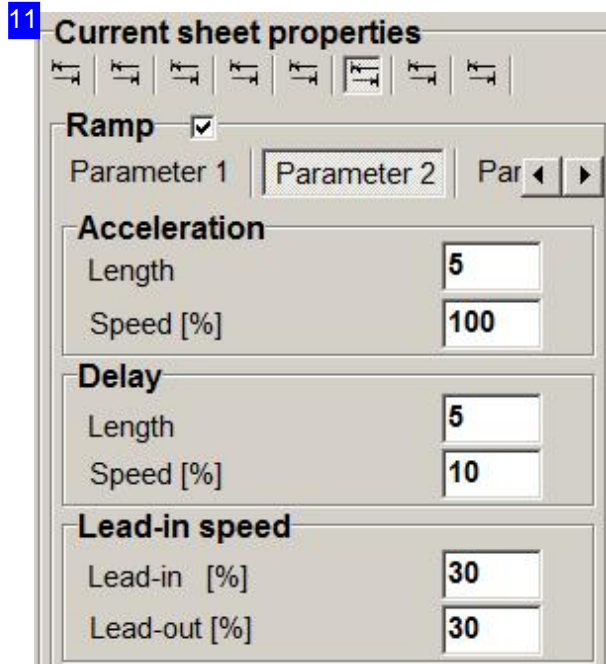 11
Current sheet properties
Ramp
Parameter 1 Parameter 2 Par
Acceleration
Length 5
Speed [%] 100
Delay
Length 5
Speed [%] 10
Lead-in speed
Lead-in [%] 30
Lead-out [%] 30